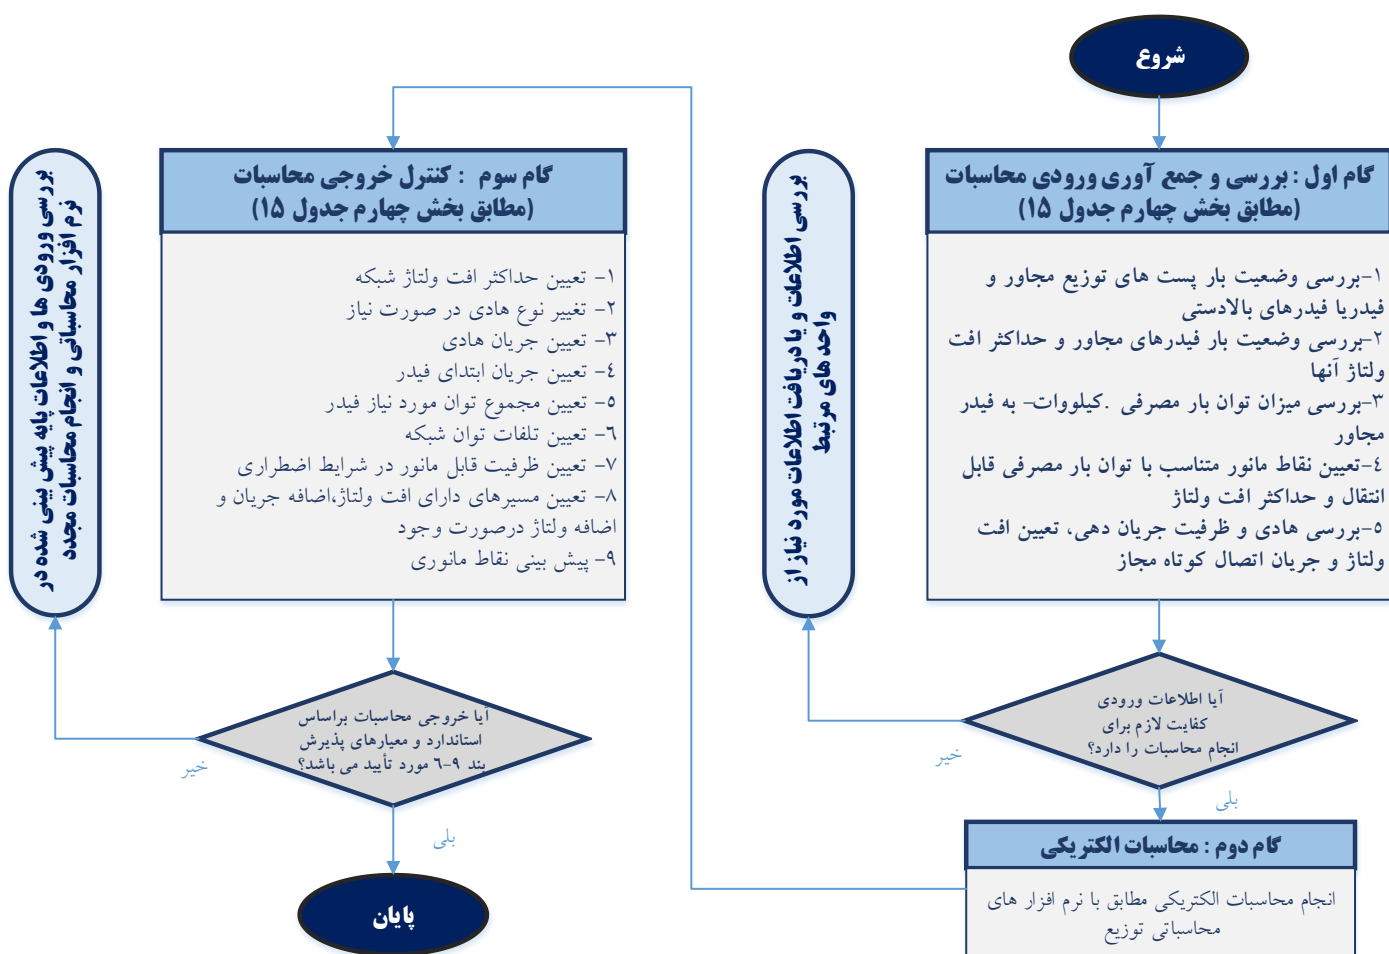 شروع
گام اول : بررسی و جمع آوری ورودی محاسبات
(مطابق بخش چهارم جدول ۱۵)
۱-بررسی وضعیت بار پست های توزیع مجاور و
فیدریا فیدرهای بالادستی
۲-بررسی وضعیت بار فیدرهای مجاور و حداکثر افت
ولتاژ آنها
۳-بررسی میزان توان بار مصرفی .کیلووات- به فیدر
مجاور
٤-تعیین نقاط مانور متناسب با توان بار مصرفی قابل
انتقال و حداکثر افت ولتاژ
٥-بررسی هادی و ظرفیت جریان دهی، تعیین افت
ولتاژ و جریان اتصال کوتاه مجاز
آیا اطلاعات ورودی
کفایت لازم برای
انجام محاسبات را دارد؟
خیر
بلی
بررسی اطلاعات و یا دریافت اطلاعات مورد نیاز از
واحدهای مرتبط
گام دوم : محاسبات الکتریکی
انجام محاسبات الکتریکی مطابق با نرم افزار های
محاسباتی توزیع
گام سوم : کنترل خروجی محاسبات
(مطابق بخش چهارم جدول ۱۵)
۱- تعیین حداکثر افت ولتاژ شبکه
۲- تغییر نوع هادی در صورت نیاز
۳- تعیین جریان هادی
٤- تعیین جریان ابتدای فیدر
٥- تعیین مجموع توان مورد نیاز فیدر
٦- تعیین تلفات توان شبکه
۷- تعیین ظرفیت قابل مانور در شرایط اضطراری
۸- تعیین مسیرهای دارای افت ولتاژ،اضافه جریان و
اضافه ولتاژ درصورت وجود
۹- پیش بینی نقاط مانوری
آیا خروجی محاسبات براساس
استاندارد و معیارهای پذیرش
بند ۹-٦ مورد تأیید می باشد؟
خیر
بلی
بررسی ورودی ها و اطلاعات پایه پیش بینی شده در
نرم افزار محاسباتی و انجام محاسبات مجدد
پایان